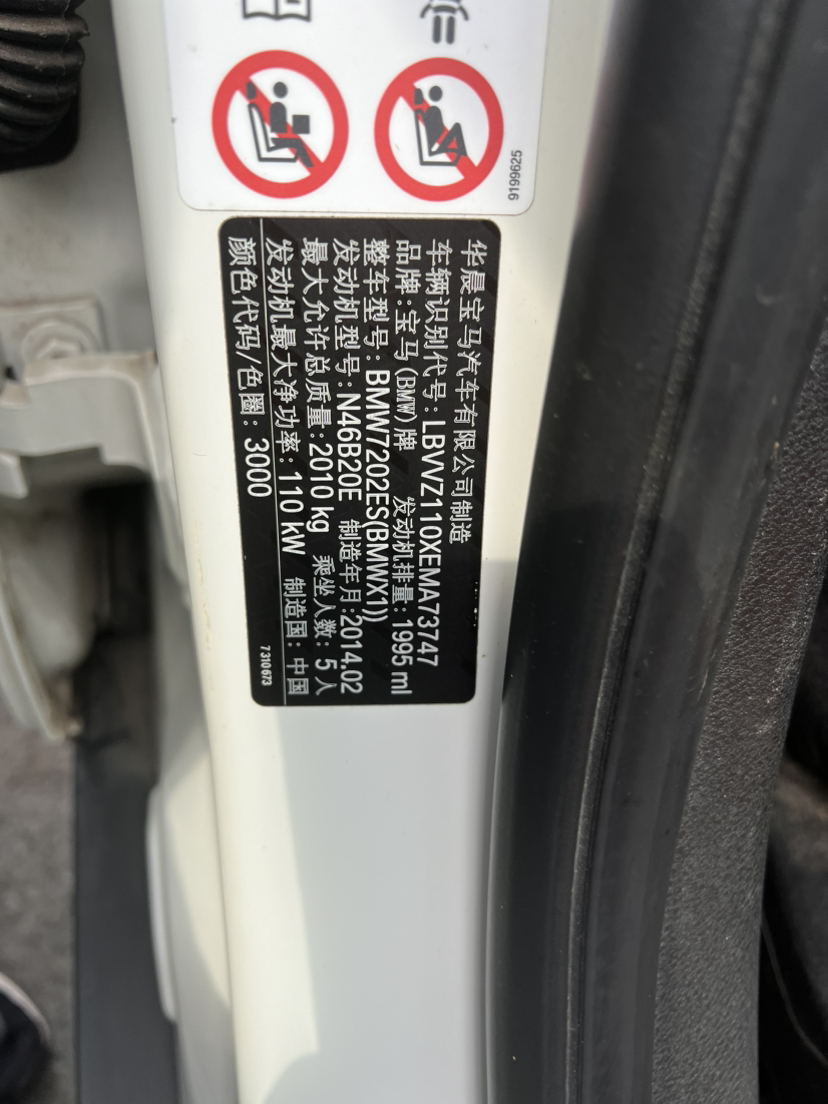 9199625
华晨宝马汽车有限公司制造
车辆识别代号: LBVVZ110XEMA73747
品牌:宝马(BMW)牌 发动机排量:1995 ml
整车型号: BMW7202ES(BMWX1))
发动机型号: N46B20E 制造年月:2014.02
最大允许总质量: 2010 kg 乘坐人数: 5 人
发动机最大净功率: 110 kW 制造国: 中国
颜色代码/色圈: 3000
7310673